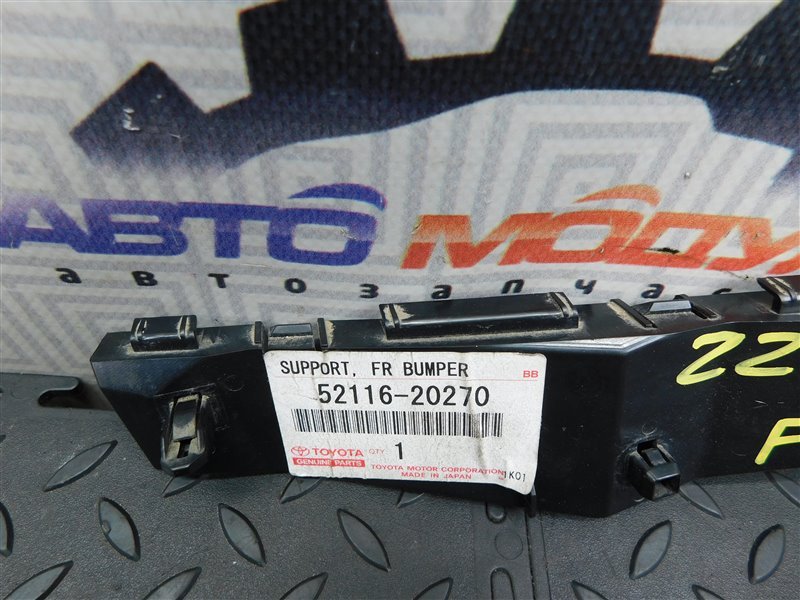 АВТО МОДУ
автозапчас
SUPPORT, FR BUMPER
BB
52116-20270
TOYOTA
GENUINE PARTS
QTY 1
TOYOTA MOTOR CORPORATION
MADE IN JAPAN
1K01
22
F